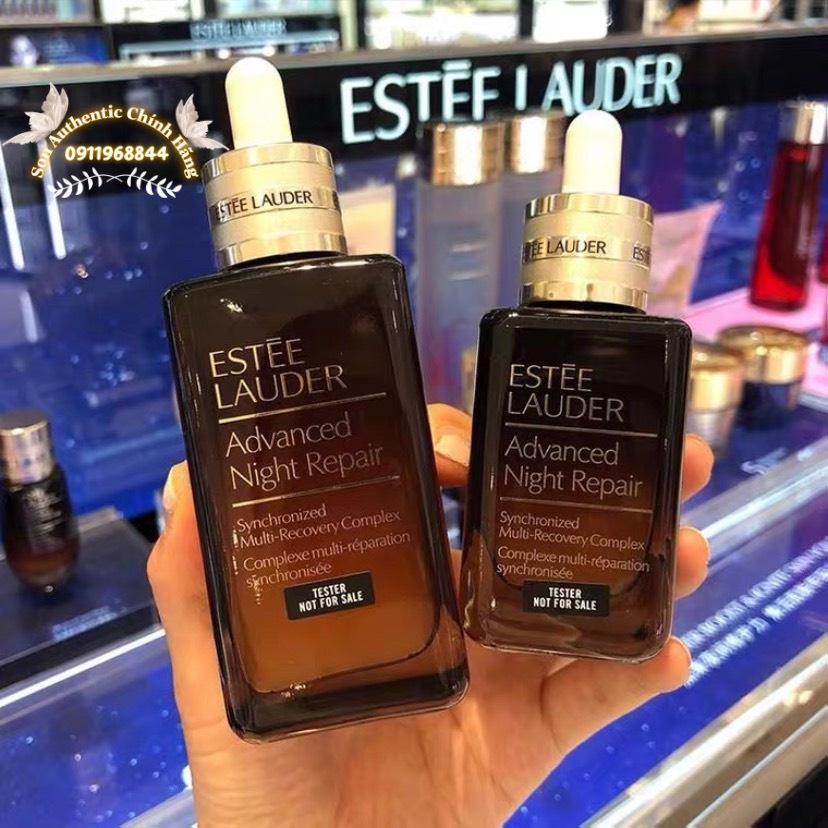 ESTĒE LAUDER
ESTĒE LAUDER
Son Authentic Chính Hãng
0911968844
ESTĒE LAUDER
ESTĒE
LAUDER
Advanced
Night Repair
Synchronized
Multi-Recovery Complex
Complexe multi-réparation
synchronisée
TESTER
NOT FOR SALE
LAUDER
ESTĒE
LAUDER
Advanced
Night Repair
Synchronized
Multi-Recovery Complex
Complexe multi-réparation
synchronisée
TESTER
NOT FOR SALE